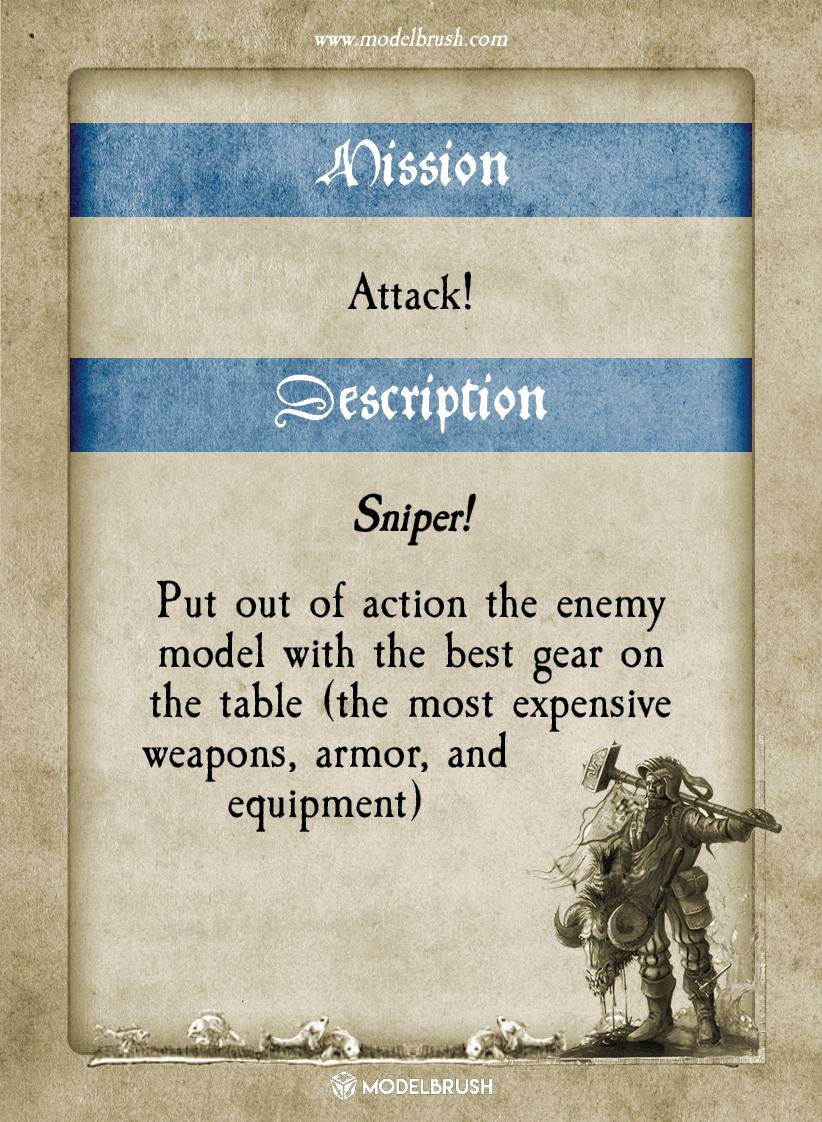 www.modelbrush.com
Mission
Attack!
Description
Sniper!
Put out of action the enemy
model with the best gear on
the table (the most expensive
weapons, armor, and
equipment)
MODELBRUSH